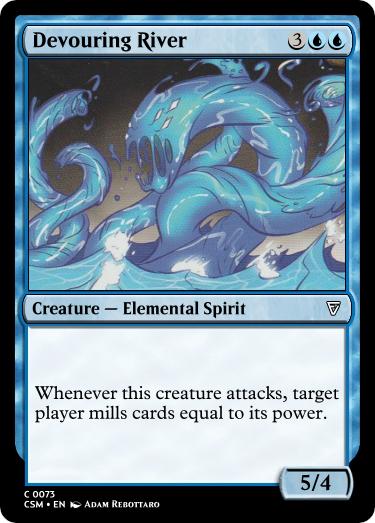 Devouring River 3
Creature — Elemental Spirit
Whenever this creature attacks, target
player mills cards equal to its power.
5/4
C 0073
CSM • EN Adam Rebottaro